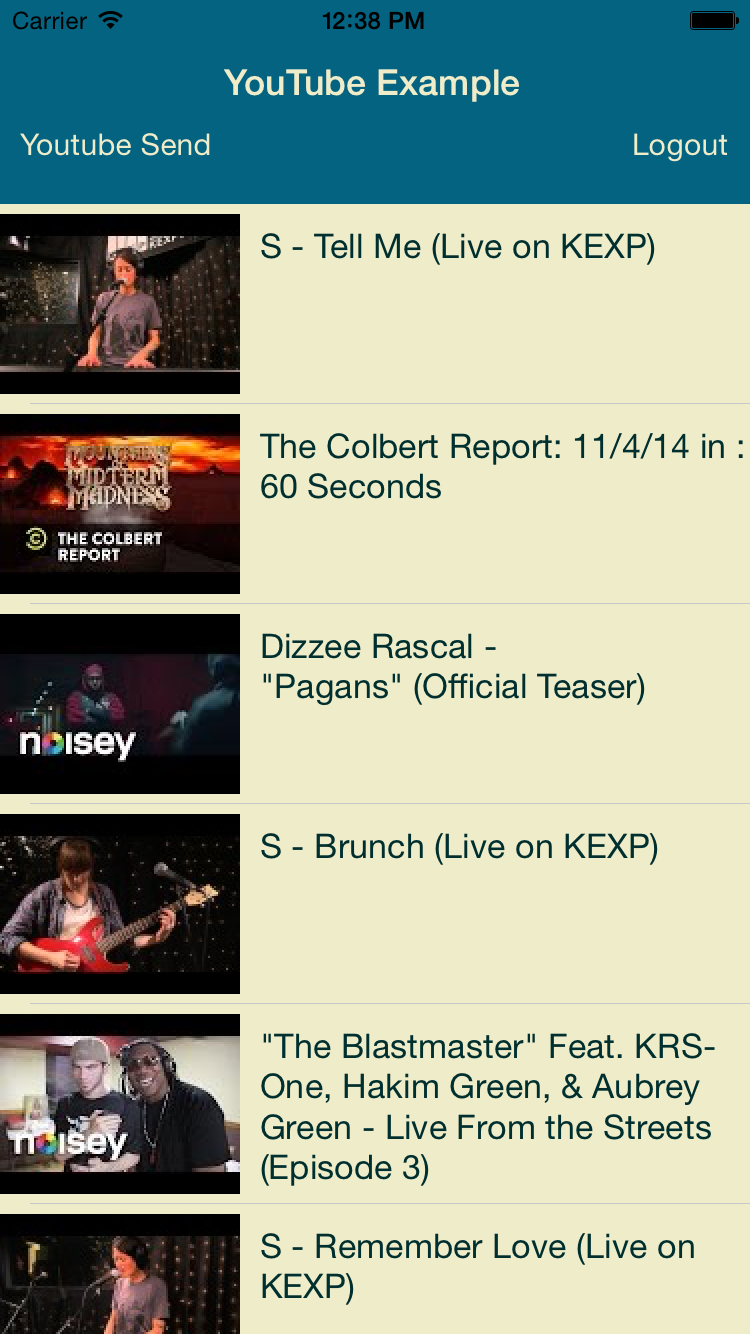 Carrier 12:38 PM
YouTube Example
Youtube Send Logout
S - Tell Me (Live on KEXP)
MOUNTAINS
OF
MIDTERM
MADNESS
THE COLBERT
REPORT
The Colbert Report: 11/4/14 in :
60 Seconds
noisey
Dizzee Rascal -
"Pagans" (Official Teaser)
S - Brunch (Live on KEXP)
noisey
"The Blastmaster" Feat. KRS-
One, Hakim Green, & Aubrey
Green - Live From the Streets
(Episode 3)
S - Remember Love (Live on
KEXP)